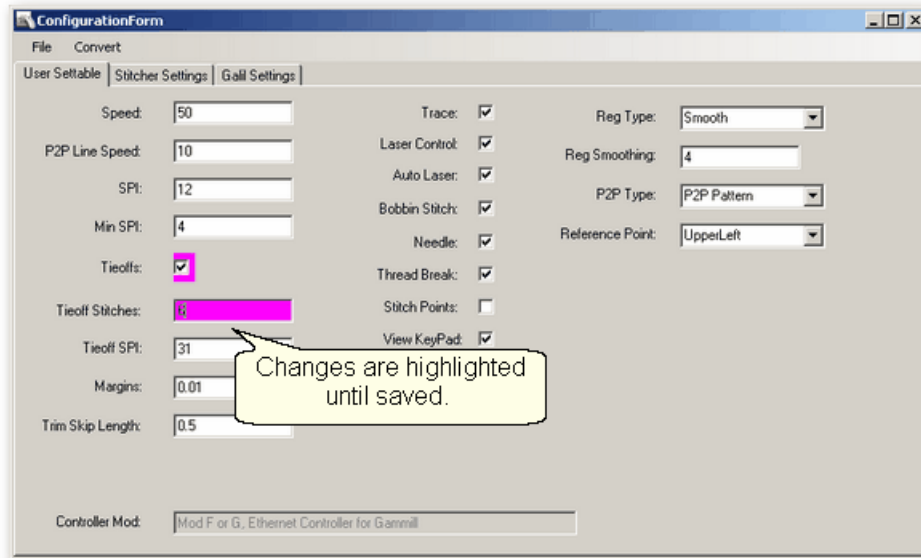 ConfigurationForm
File Convert
User Settable Stitcher Settings Galil Settings
Speed: 50
P2P Line Speed: 10
SPI: 12
Min SPI: 4
Tieoffs:
Tieoff Stitches:
Tieoff SPI: 31
Margins: 0.01
Trim Skip Length: 0.5
Trace:
Laser Control:
Auto Laser:
Bobbin Stitch:
Needle:
Thread Break:
Stitch Points:
View KeyPad:
Reg Type: Smooth
Reg Smoothing: 4
P2P Type: P2P Pattern
Reference Point: UpperLeft
Changes are highlighted
until saved.
Controller Mod: Mod F or G, Ethernet Controller for Gammill